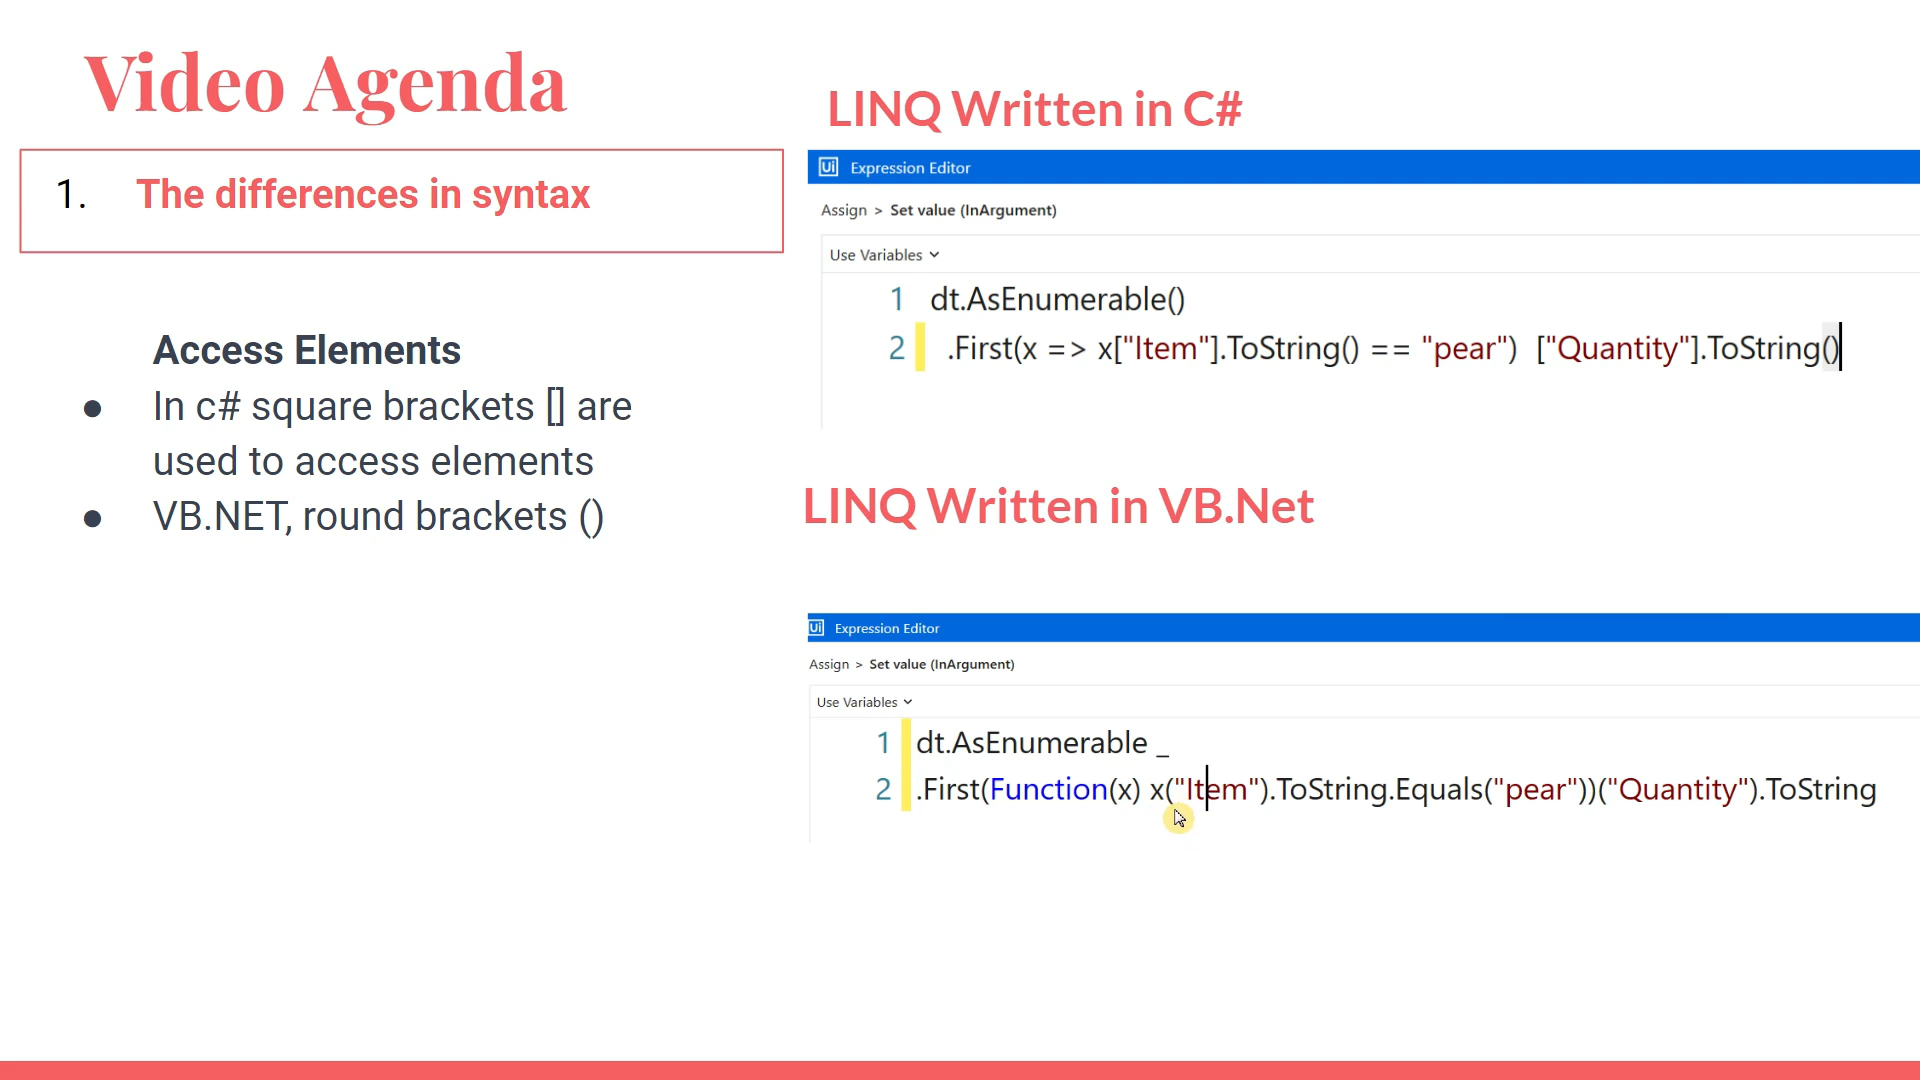 Video Agenda
1. The differences in syntax
Access Elements
● In c# square brackets [] are
used to access elements
● VB.NET, round brackets ()
LINQ Written in C#
Ui Expression Editor
Assign > Set value (InArgument)
Use Variables
1 dt.AsEnumerable()
2 .First(x => x["Item"].ToString() == "pear") ["Quantity"].ToString()
LINQ Written in VB.Net
Ui Expression Editor
Assign > Set value (InArgument)
Use Variables
1 dt.AsEnumerable _
2 .First(Function(x) x("Item").ToString.Equals("pear"))("Quantity").ToString